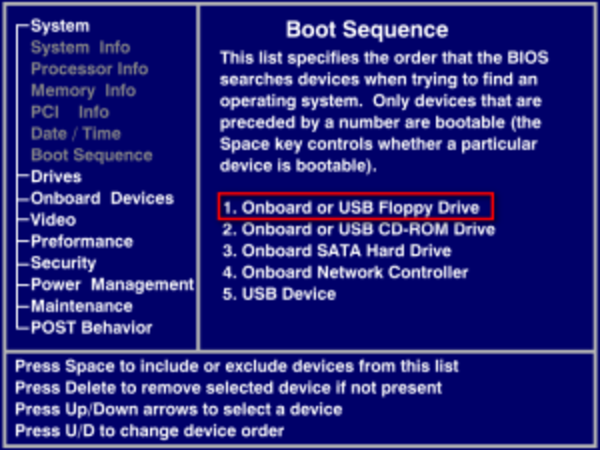 System
System Info
Processor Info
Memory Info
PCI Info
Date / Time
Boot Sequence
Drives
Onboard Devices
Video
Preformance
Security
Power Management
Maintenance
POST Behavior
Boot Sequence
This list specifies the order that the BIOS
searches devices when trying to find an
operating system. Only devices that are
preceded by a number are bootable (the
Space key controls whether a particular
device is bootable).
1. Onboard or USB Floppy Drive
2. Onboard or USB CD-ROM Drive
3. Onboard SATA Hard Drive
4. Onboard Network Controller
5. USB Device
Press Space to include or exclude devices from this list
Press Delete to remove selected device if not present
Press Up/Down arrows to select a device
Press U/D to change device order